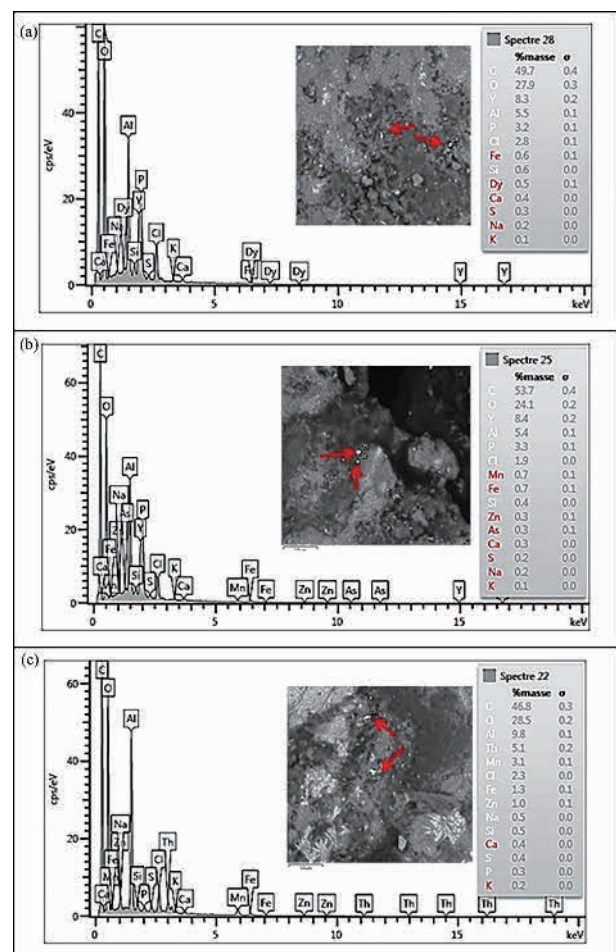 (a)
Spectre 28
%masse σ
C 49.7 0.4
O 27.9 0.3
Y 8.3 0.2
Al 5.5 0.1
P 3.2 0.1
Cl 2.8 0.1
Fe 0.6 0.1
Si 0.6 0.0
Dy 0.5 0.1
Ca 0.4 0.0
S 0.3 0.0
Na 0.2 0.0
K 0.1 0.0
cps/eV
40
20
0
C
O
Al
P
Dy
Y
Na
Fe
Si
Cl
K
Ca
S
Ca
Dy
Dy
Dy
Y
Y
0 5 10 15 keV
(b)
Spectre 25
%masse σ
C 53.7 0.4
O 24.1 0.2
Y 8.4 0.2
Al 5.4 0.1
P 3.3 0.1
Cl 1.9 0.0
Mn 0.7 0.1
Fe 0.7 0.1
Si 0.4 0.0
Zn 0.3 0.1
As 0.3 0.1
Ca 0.3 0.0
S 0.2 0.0
Na 0.2 0.0
K 0.1 0.0
cps/eV
60
40
20
0
C
O
Al
Na
As
P
Y
Fe
Ca
Si
S
Cl
K
Ca
Mn
Fe
Fe
Zn
Zn
As
As
Y
0 5 10 15 keV
(c)
Spectre 22
%masse σ
C 46.8 0.3
O 28.5 0.2
Al 9.8 0.1
Th 5.1 0.2
Mn 3.1 0.1
Cl 2.3 0.0
Fe 1.3 0.1
Zn 1.0 0.1
Na 0.5 0.0
Si 0.5 0.0
Ca 0.4 0.0
S 0.4 0.0
P 0.3 0.0
K 0.2 0.0
cps/eV
60
40
20
0
C
O
Al
Na
Zn
Fe
Mn
Ca
Si
P
S
Cl
Th
K
Ca
Mn
Fe
Fe
Zn
Zn
Th
Th
Th
Th
Th
0 5 10 15 keV